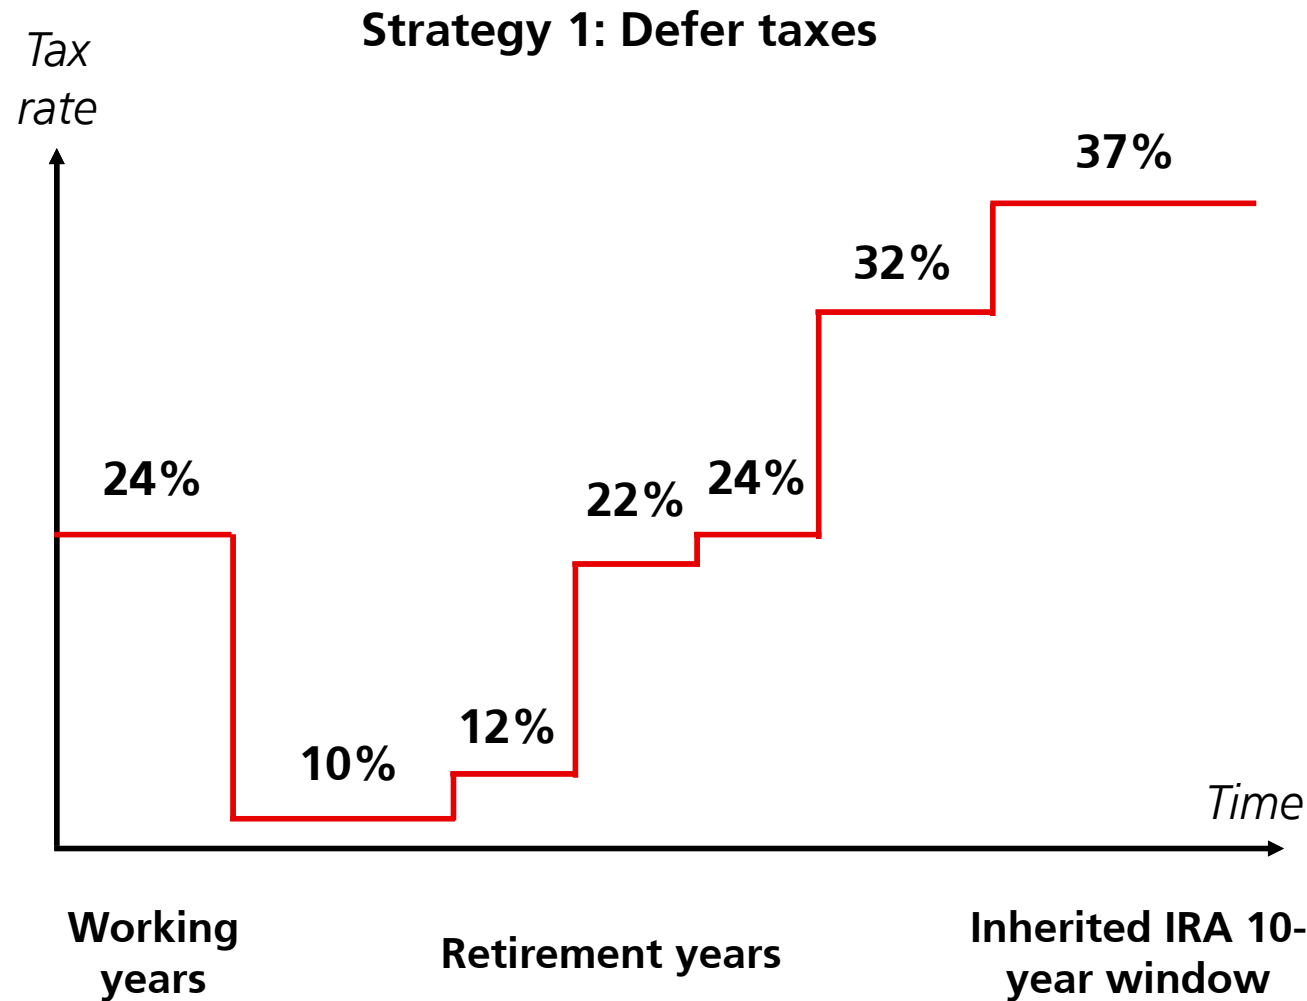 Strategy 1: Defer taxes
Tax
rate
37%
32%
24%
22%
24%
12%
10%
Time
Working
years
Retirement years
Inherited IRA 10-
year window